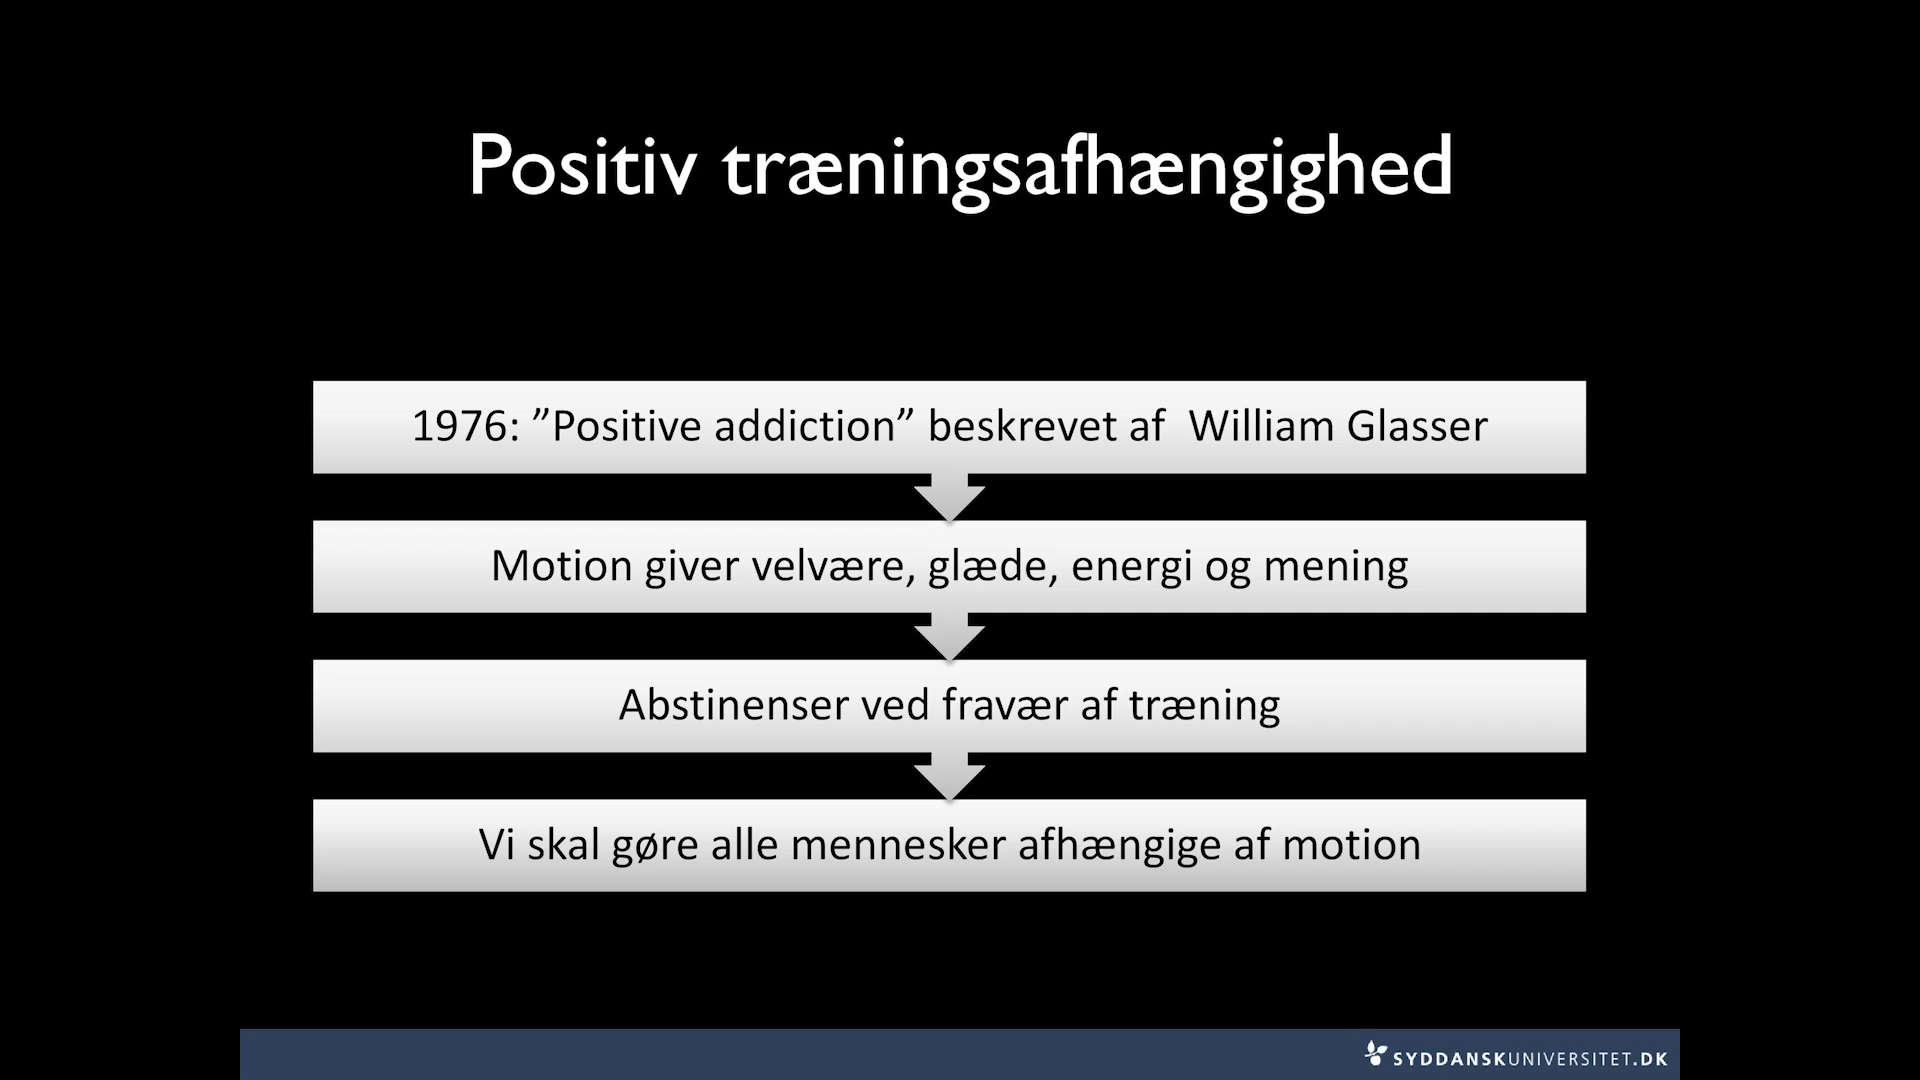 Positiv træningsafhængighed
1976: ”Positive addiction” beskrevet af  William Glasser
Motion giver velvære, glæde, energi og mening
Abstinenser ved fravær af træning
Vi skal gøre alle mennesker afhængige af motion
SYDDANSKUNIVERSITET.DK